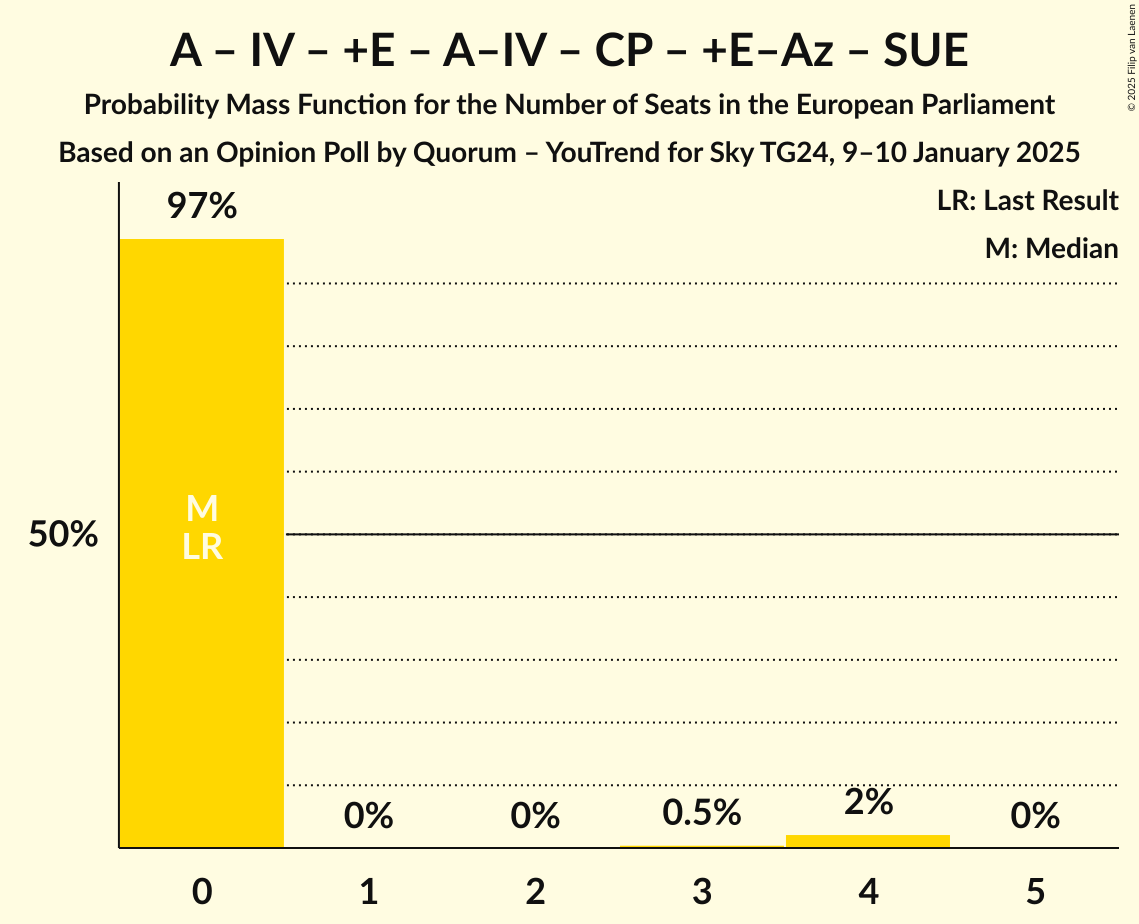 A – IV – +E – A–IV – CP – +E–Az – SUE
Probability Mass Function for the Number of Seats in the European Parliament
Based on an Opinion Poll by Quorum – YouTrend for Sky TG24, 9–10 January 2025
© 2025 Filip van Laenen
LR: Last Result
M: Median
97%
M
LR
50%
0%
0%
0.5%
2%
0%
0
1
2
3
4
5